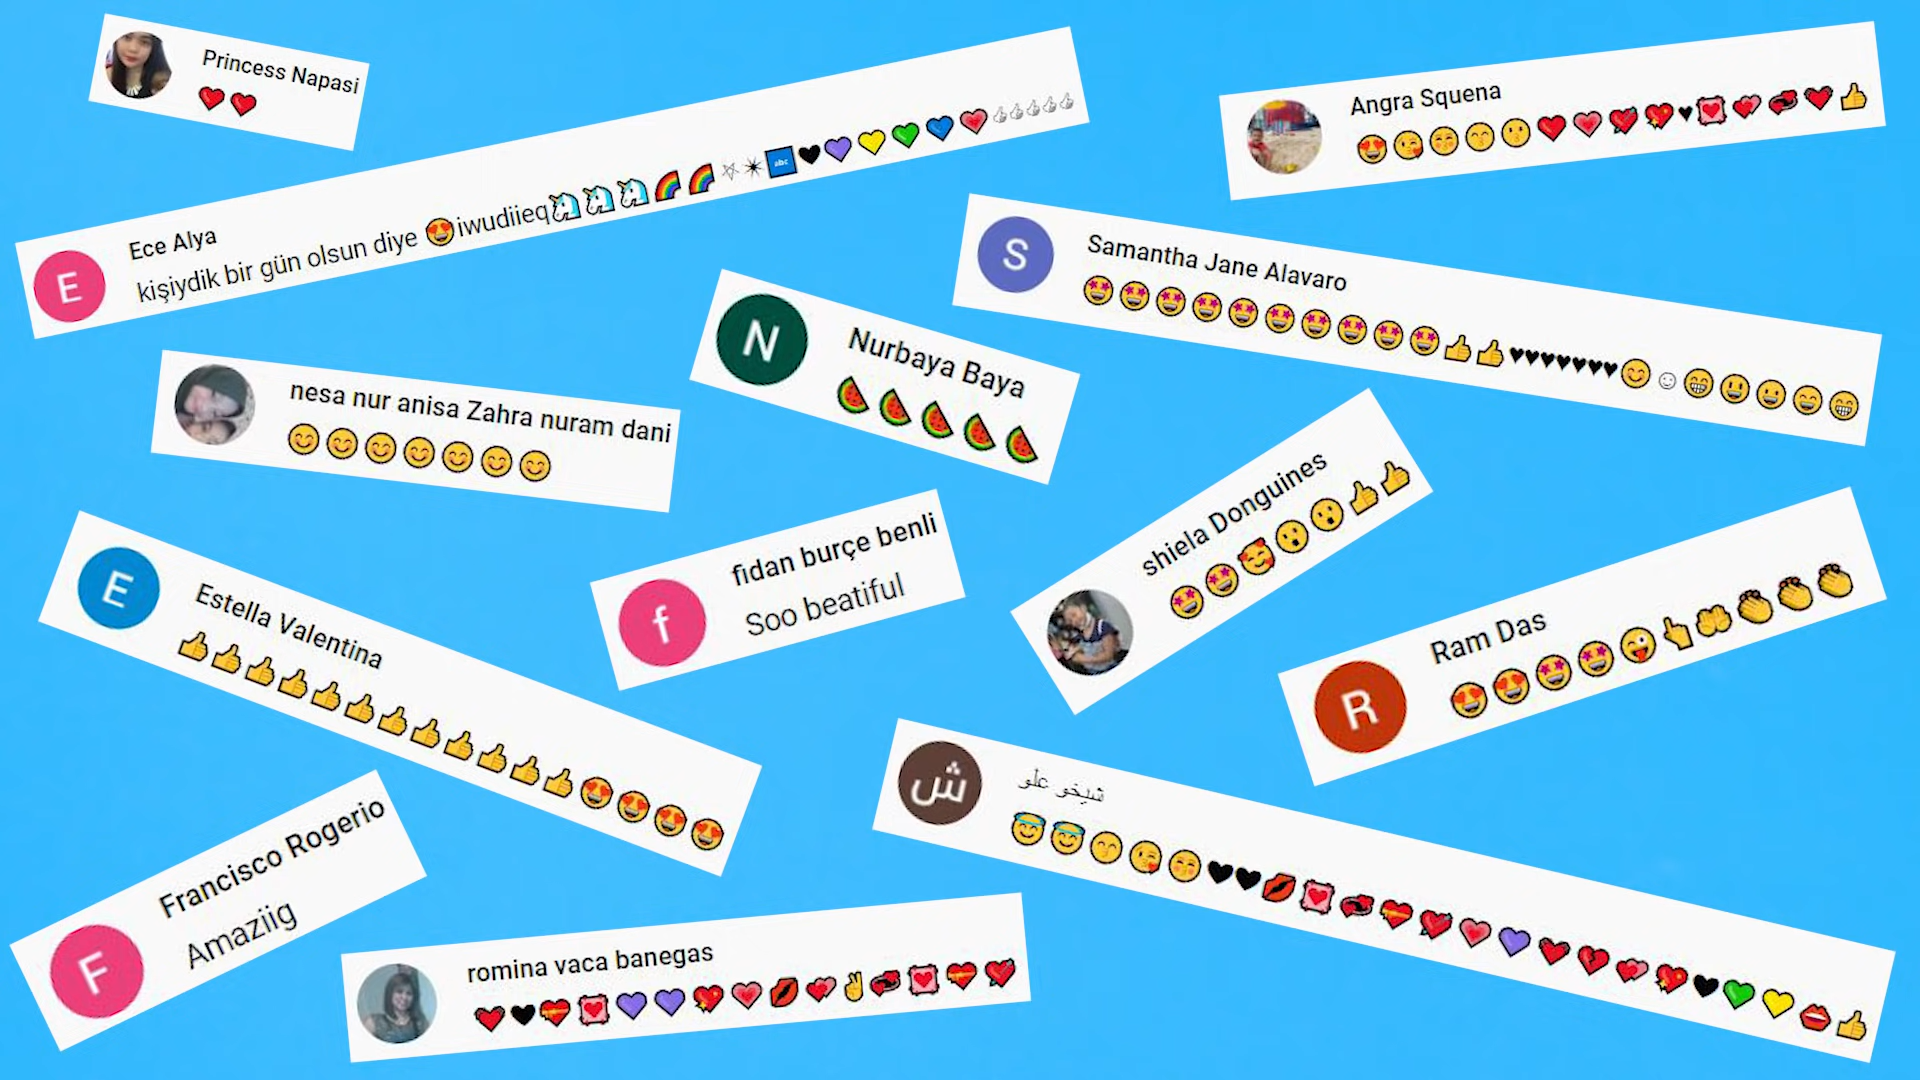 Princess Napasi
❤❤
Angra Squena
😍😘😚😙😗❤💗💘💖♥💟💕💞❤👍
E
Ece Alya
kişiydik bir gün olsun diye 😍iwudiieq🦄🦄🦄🌈🌈⛥✴🔤🖤💜💛💚💙💗👍👍👍👍👍
S
Samantha Jane Alavaro
🤩🤩🤩🤩🤩🤩🤩🤩🤩🤩👍👍♥♥♥♥♥♥♥😊☺😁😃😀😄😁
N
Nurbaya Baya
🍉🍉🍉🍉🍉
nesa nur anisa Zahra nuram dani
😊😊😊😊😊😊😊
shiela Donguines
🤩🤩🥰😮😮👍👍
f
fidan burçe benli
Soo beatiful
E
Estella Valentina
👍👍👍👍👍👍👍👍👍👍👍👍😍😍😍😍
R
Ram Das
😍😍🤩🤩😜👆🤲👏👏👏
ش
شيخو علو
😇😇😙😘😚🖤🖤💋💟💞💝💘💗💜❤💔💕💖🖤💚💛👄👍
F
Francisco Rogerio
Amaziig
romina vaca banegas
❤🖤💝💟💜💜💖💗💋💕✌💞💟💝💘